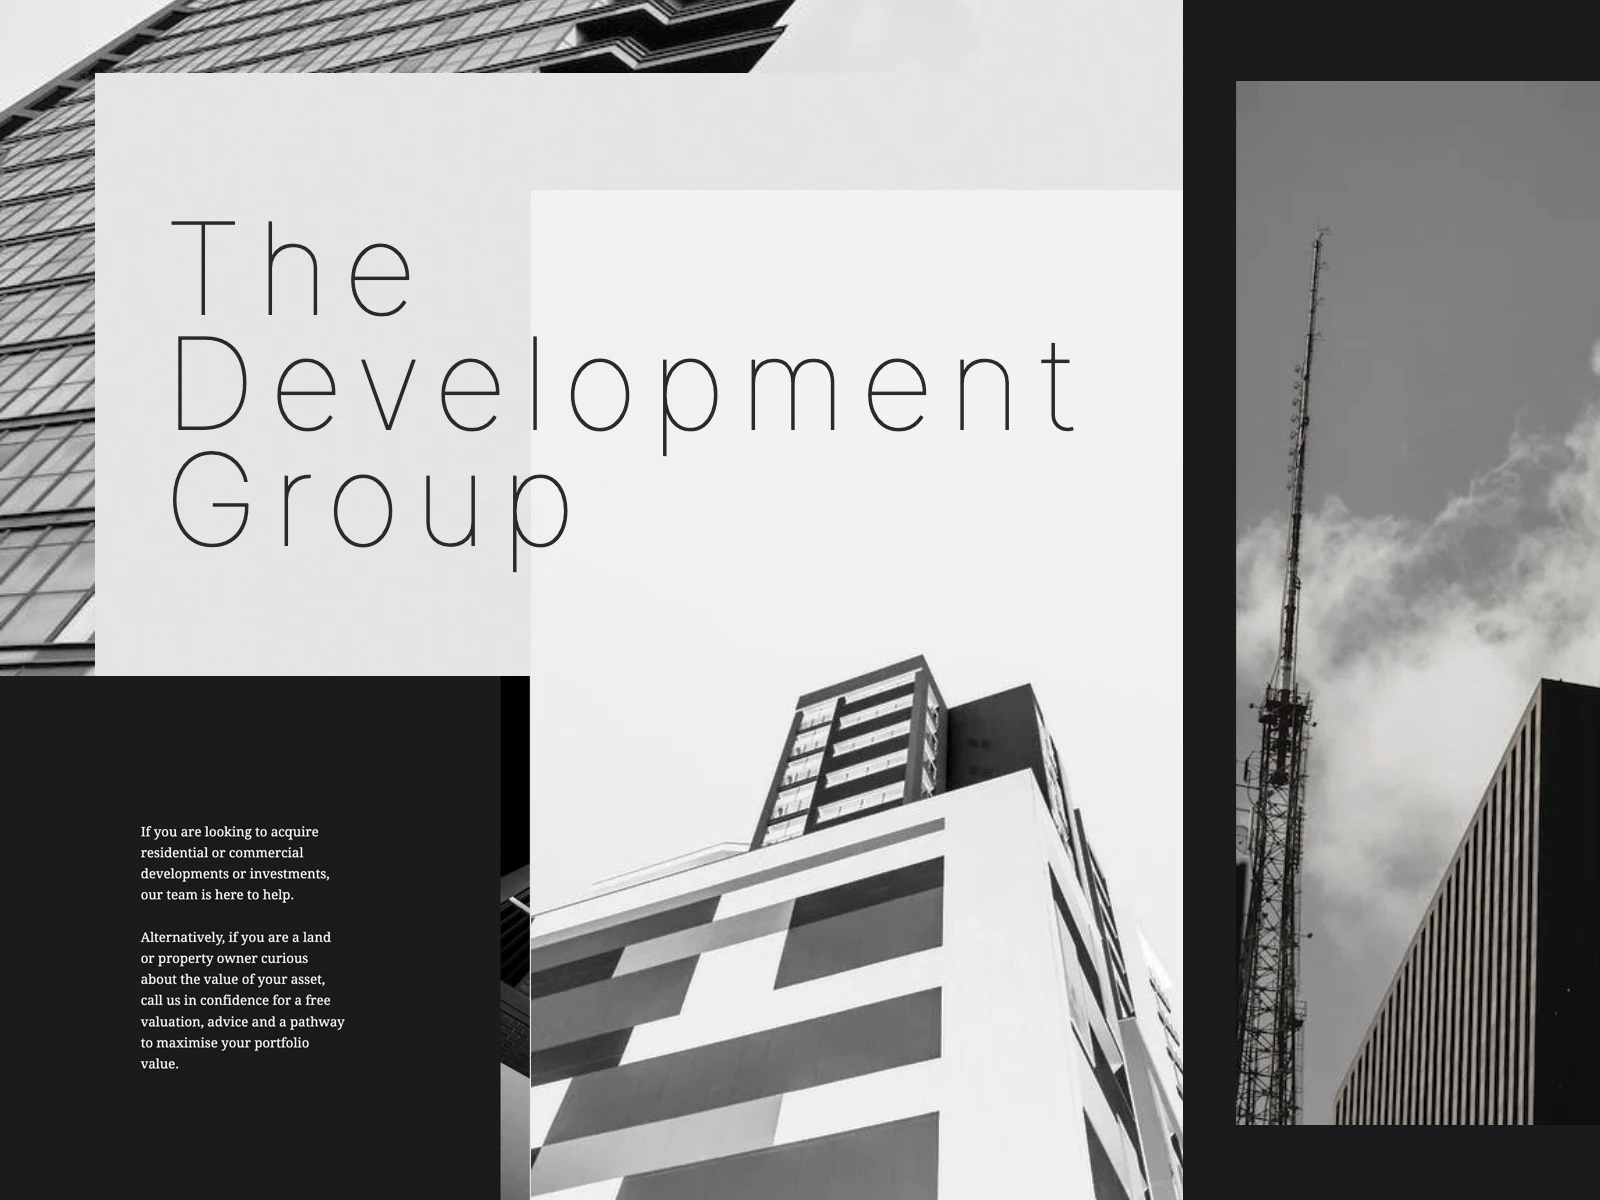 The
Development
Group
If you are looking to acquire
residential or commercial
developments or investments,
our team is here to help.
Alternatively, if you are a land
or property owner curious
about the value of your asset,
call us in confidence for a free
valuation, advice and a pathway
to maximise your portfolio
value.